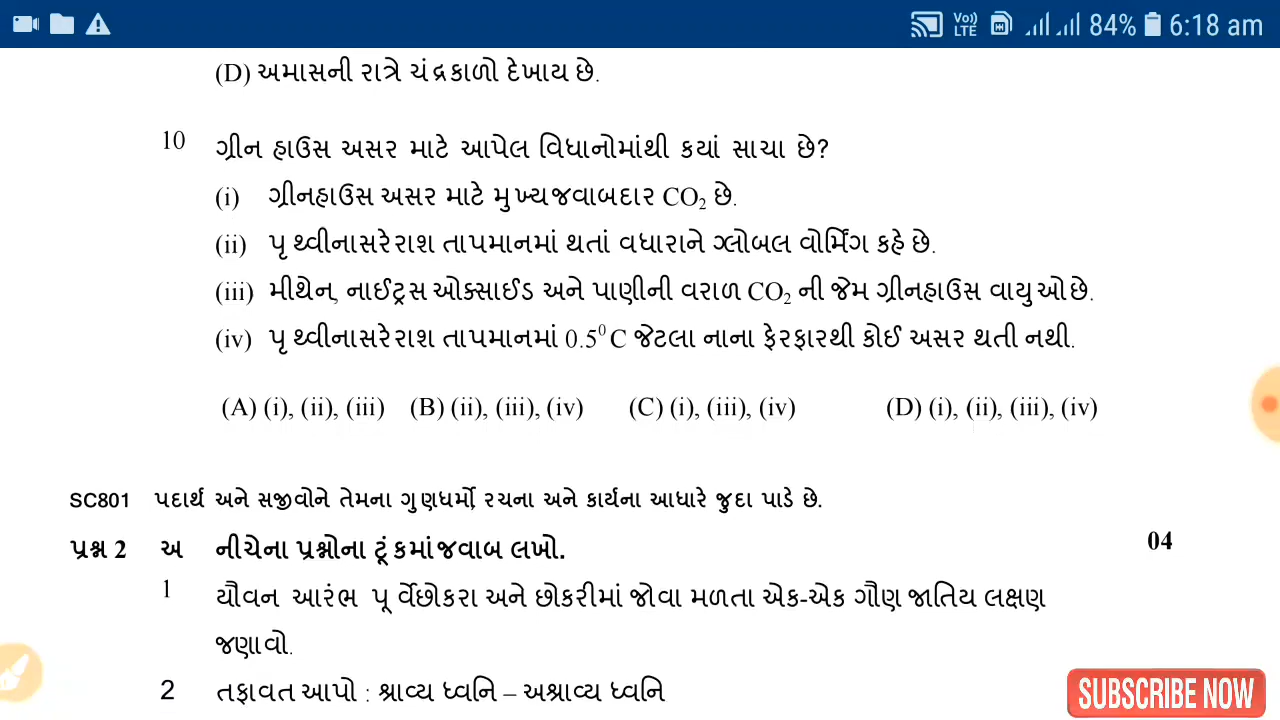 Vo)) LTE 84% 6:18 am
(D) અમાસની રાત્રે ચંદ્રકાળો દેખાય છે.
10 ગ્રીન હાઉસ અસર માટે આપેલ વિધાનોમાંથી કયાં સાચા છે?
(i) ગ્રીનહાઉસ અસર માટે મુખ્યજવાબદાર CO₂ છે.
(ii) પૃથ્વીનાસરેરાશ તાપમાનમાં થતાં વધારાને ગ્લોબલ વોર્મિંગ કહે છે.
(iii) મીથેન, નાઈટ્રસ ઓક્સાઈડ અને પાણીની વરાળ CO₂ ની જેમ ગ્રીનહાઉસ વાયુઓછે.
(iv) પૃથ્વીનાસરેરાશ તાપમાનમાં 0.5⁰ C જેટલા નાના ફેરફારથી કોઈ અસર થતી નથી.
(A) (i), (ii), (iii) (B) (ii), (iii), (iv) (C) (i), (iii), (iv) (D) (i), (ii), (iii), (iv)
SC801 પદાર્થ અને સજીવોને તેમના ગુણધર્મો, રચના અને કાર્યના આધારે જુદા પાડે છે.
પ્રશ્ન 2 અ નીચેના પ્રશ્નોના ટૂંકમાંજવાબ લખો. 04
1 યૌવન આરંભ પૂર્વેછોકરા અને છોકરીમાં જોવા મળતા એક-એક ગૌણ જાતિય લક્ષણ
જણાવો.
2 તફાવત આપો : શ્રાવ્ય ધ્વનિ – અશ્રાવ્ય ધ્વનિ
SUBSCRIBE NOW